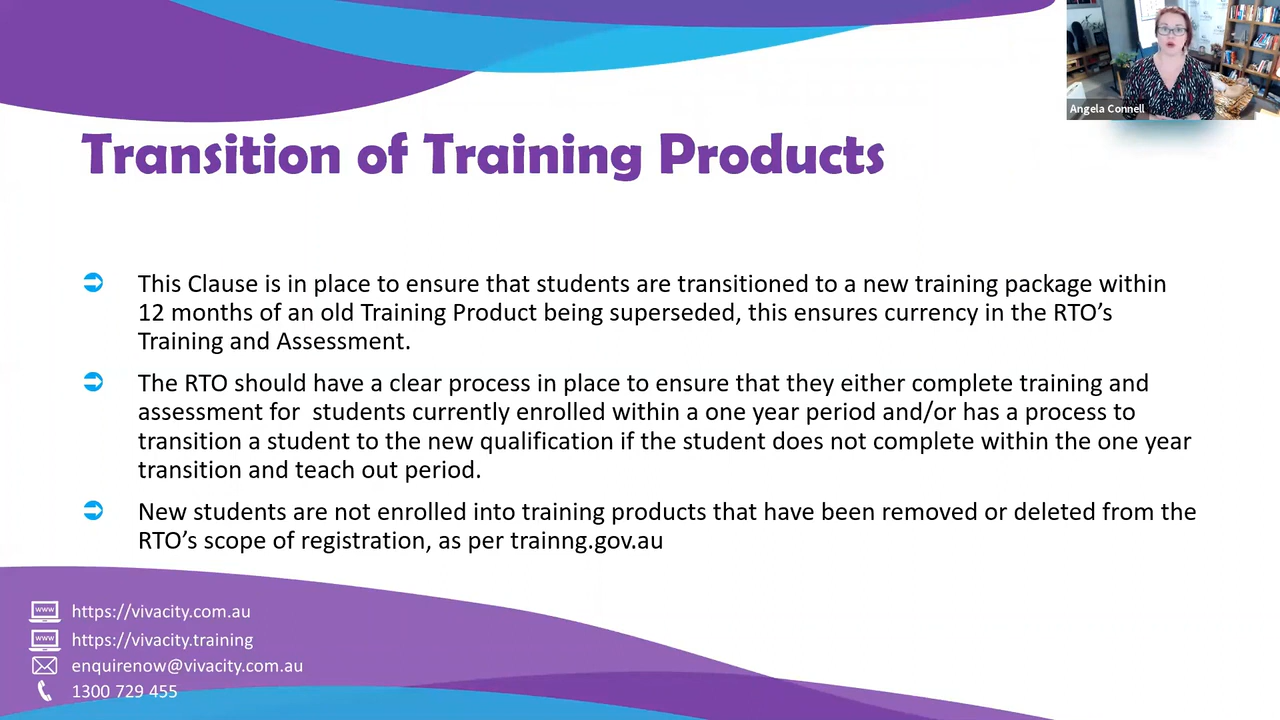 Angela Connell
Transition of Training Products
This Clause is in place to ensure that students are transitioned to a new training package within
12 months of an old Training Product being superseded, this ensures currency in the RTO’s
Training and Assessment.
The RTO should have a clear process in place to ensure that they either complete training and
assessment for  students currently enrolled within a one year period and/or has a process to
transition a student to the new qualification if the student does not complete within the one year
transition and teach out period.
New students are not enrolled into training products that have been removed or deleted from the
RTO’s scope of registration, as per trainng.gov.au
www https://vivacity.com.au
www https://vivacity.training
enquirenow@vivacity.com.au
1300 729 455